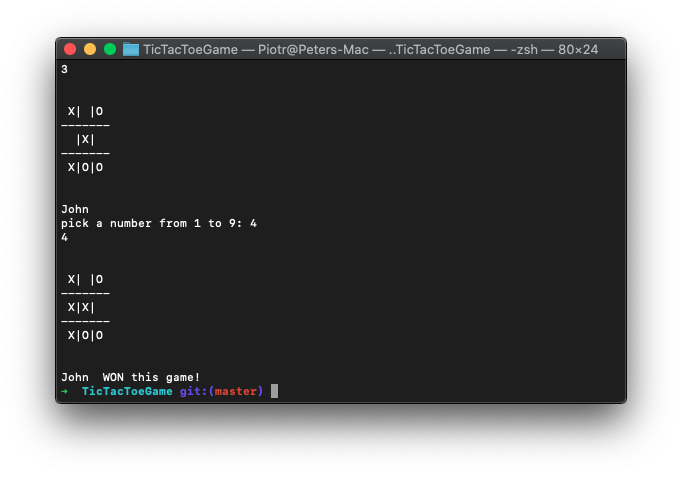 TicTacToeGame — Piotr@Peters-Mac — ..TicTacToeGame — -zsh — 80×24
3
X| |O
-------
 |X|
-------
X|O|O
John
pick a number from 1 to 9: 4
4
X| |O
-------
X|X|
-------
X|O|O
John  WON this game!
➜  TicTacToeGame git:(master)